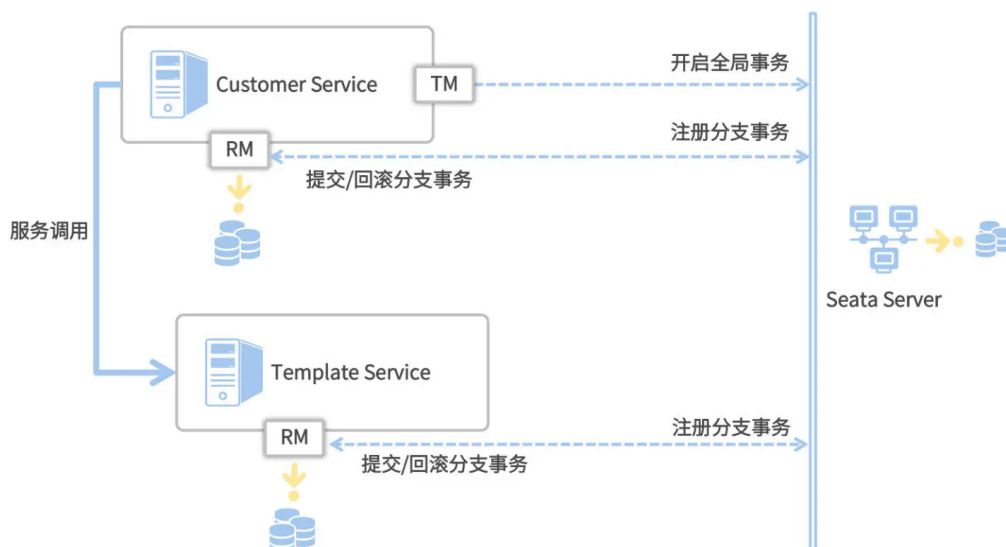 开启全局事务
Customer Service
TM
注册分支事务
RM
提交/回滚分支事务
服务调用
Seata Server
Template Service
注册分支事务
RM
提交/回滚分支事务